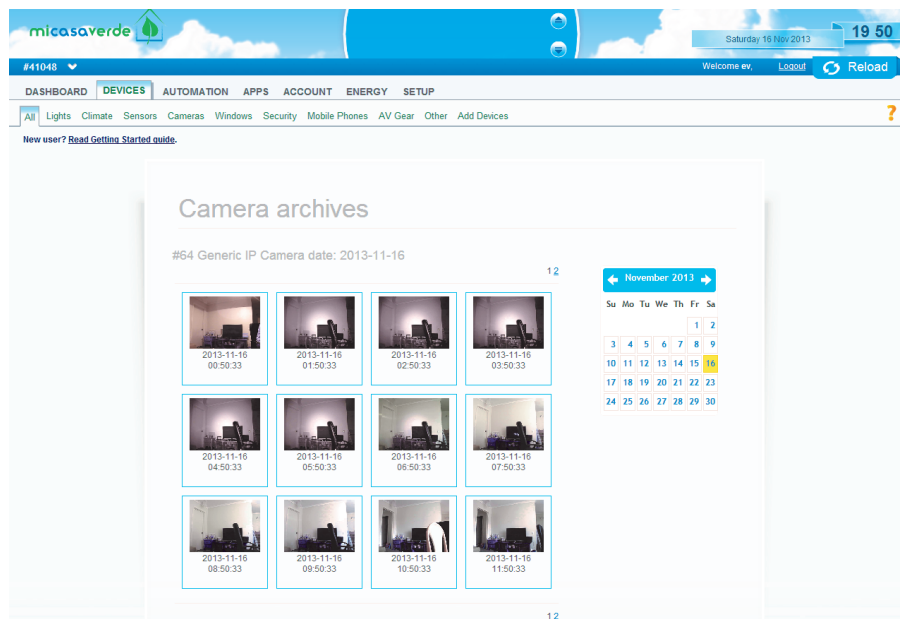 micasaverde
Saturday 16 Nov 2013
19 50
#41048
Welcome ev,
Logout
Reload
DASHBOARD DEVICES AUTOMATION APPS ACCOUNT ENERGY SETUP
All Lights Climate Sensors Cameras Windows Security Mobile Phones AV Gear Other Add Devices
?
New user? Read Getting Started guide.
Camera archives
#64 Generic IP Camera date: 2013-11-16
1 2
November 2013
Su Mo Tu We Th Fr Sa
1 2
3 4 5 6 7 8 9
10 11 12 13 14 15 16
17 18 19 20 21 22 23
24 25 26 27 28 29 30
2013-11-16 2013-11-16 2013-11-16 2013-11-16
00:50:33 01:50:33 02:50:33 03:50:33
2013-11-16 2013-11-16 2013-11-16 2013-11-16
04:50:33 05:50:33 06:50:33 07:50:33
2013-11-16 2013-11-16 2013-11-16 2013-11-16
08:50:33 09:50:33 10:50:33 11:50:33
1 2